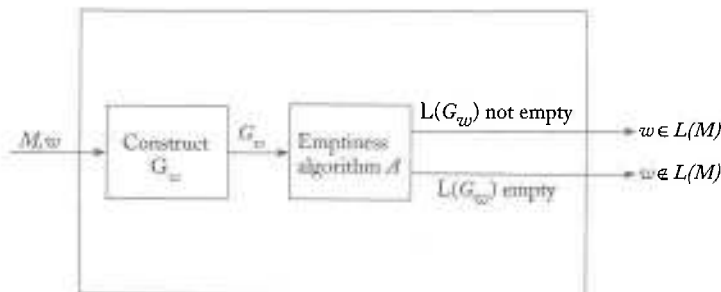 L(G_w) not empty
M,w
Construct
G_w
G_w
Emptiness
algorithm A
w ∈ L(M)
L(G_w) empty
w ∉ L(M)